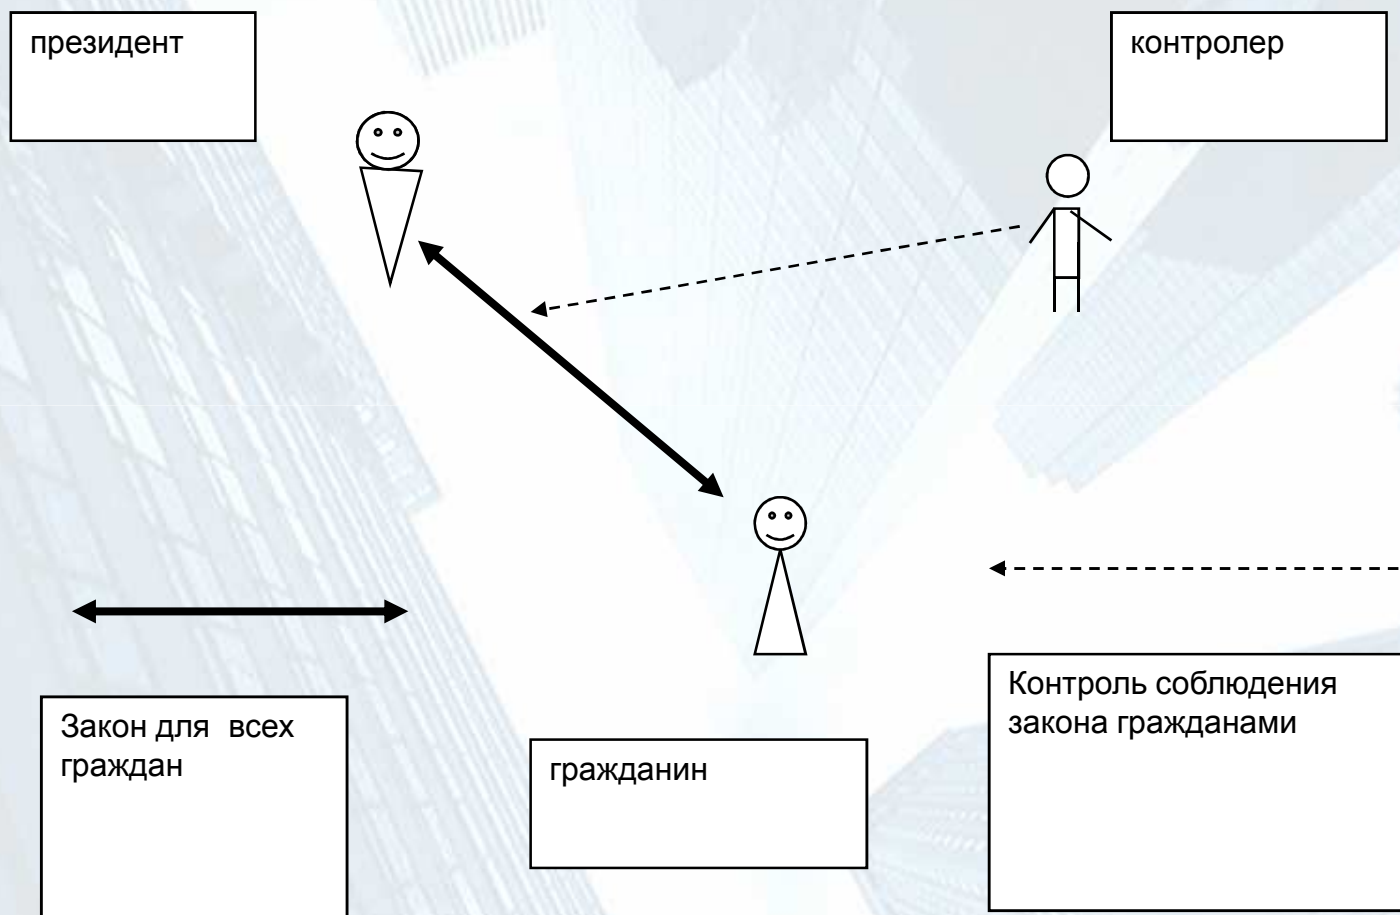 президент
контролер
Закон для  всех
граждан
гражданин
Контроль соблюдения
закона гражданами